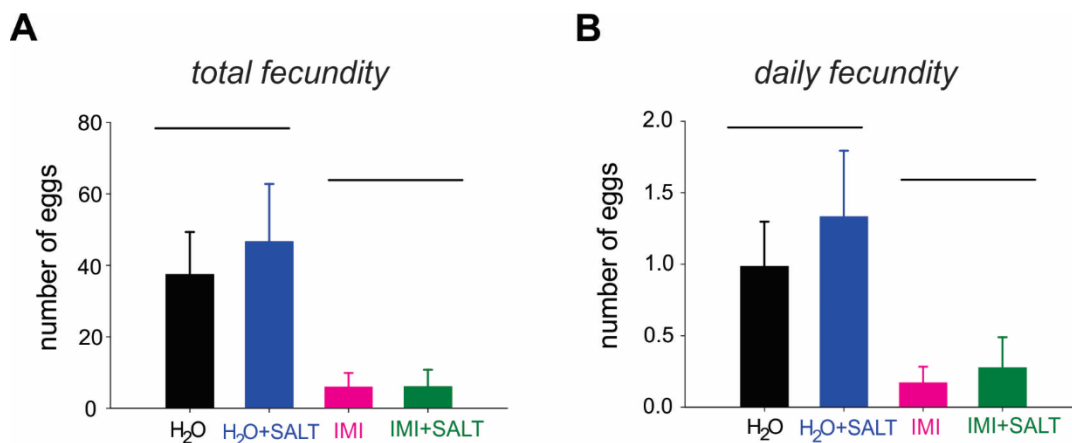 A
total fecundity
number of eggs
80
60
40
20
0
H₂O
H₂O+SALT
IMI
IMI+SALT
B
daily fecundity
number of eggs
2.0
1.5
1.0
0.5
0.0
H₂O
H₂O+SALT
IMI
IMI+SALT